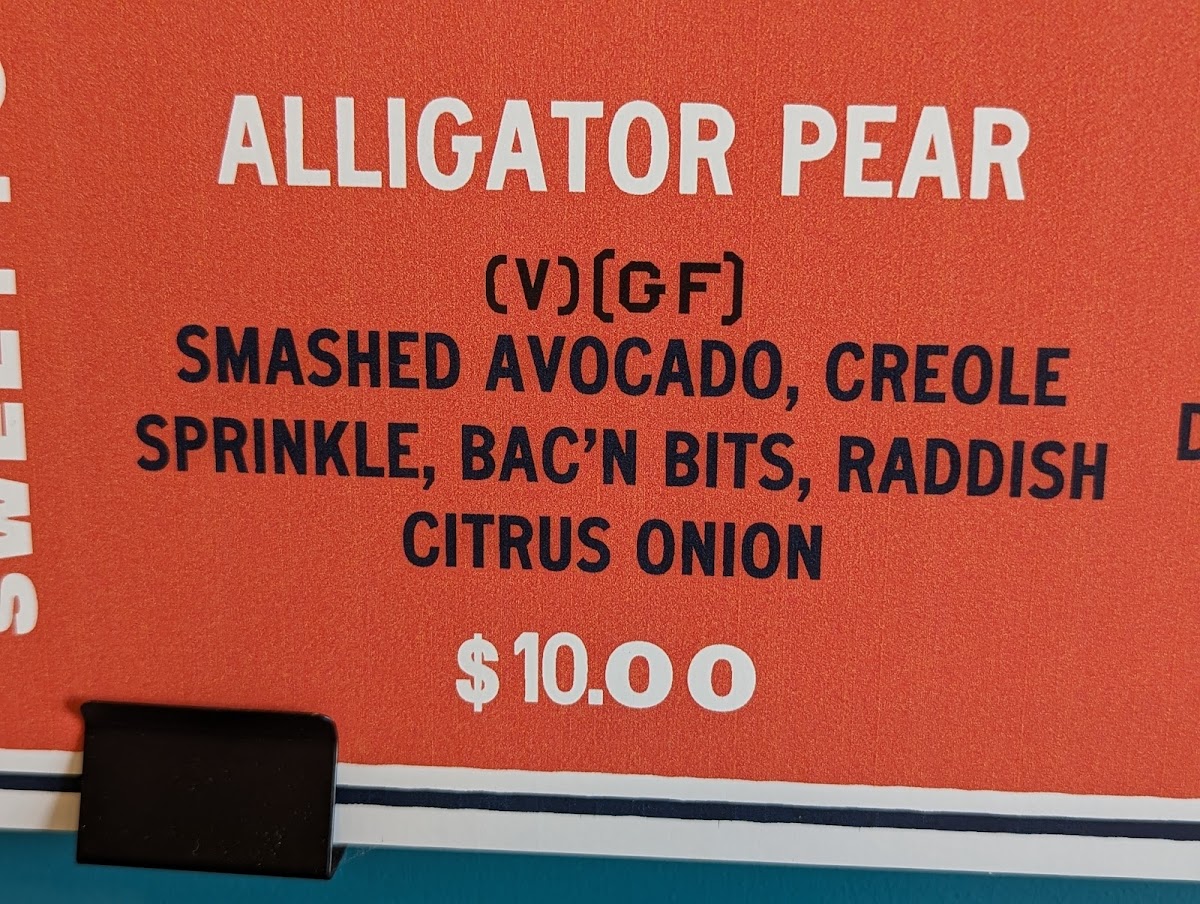 ALLIGATOR PEAR
(V)(GF)
SMASHED AVOCADO, CREOLE
SPRINKLE, BAC'N BITS, RADDISH
CITRUS ONION
$10.00